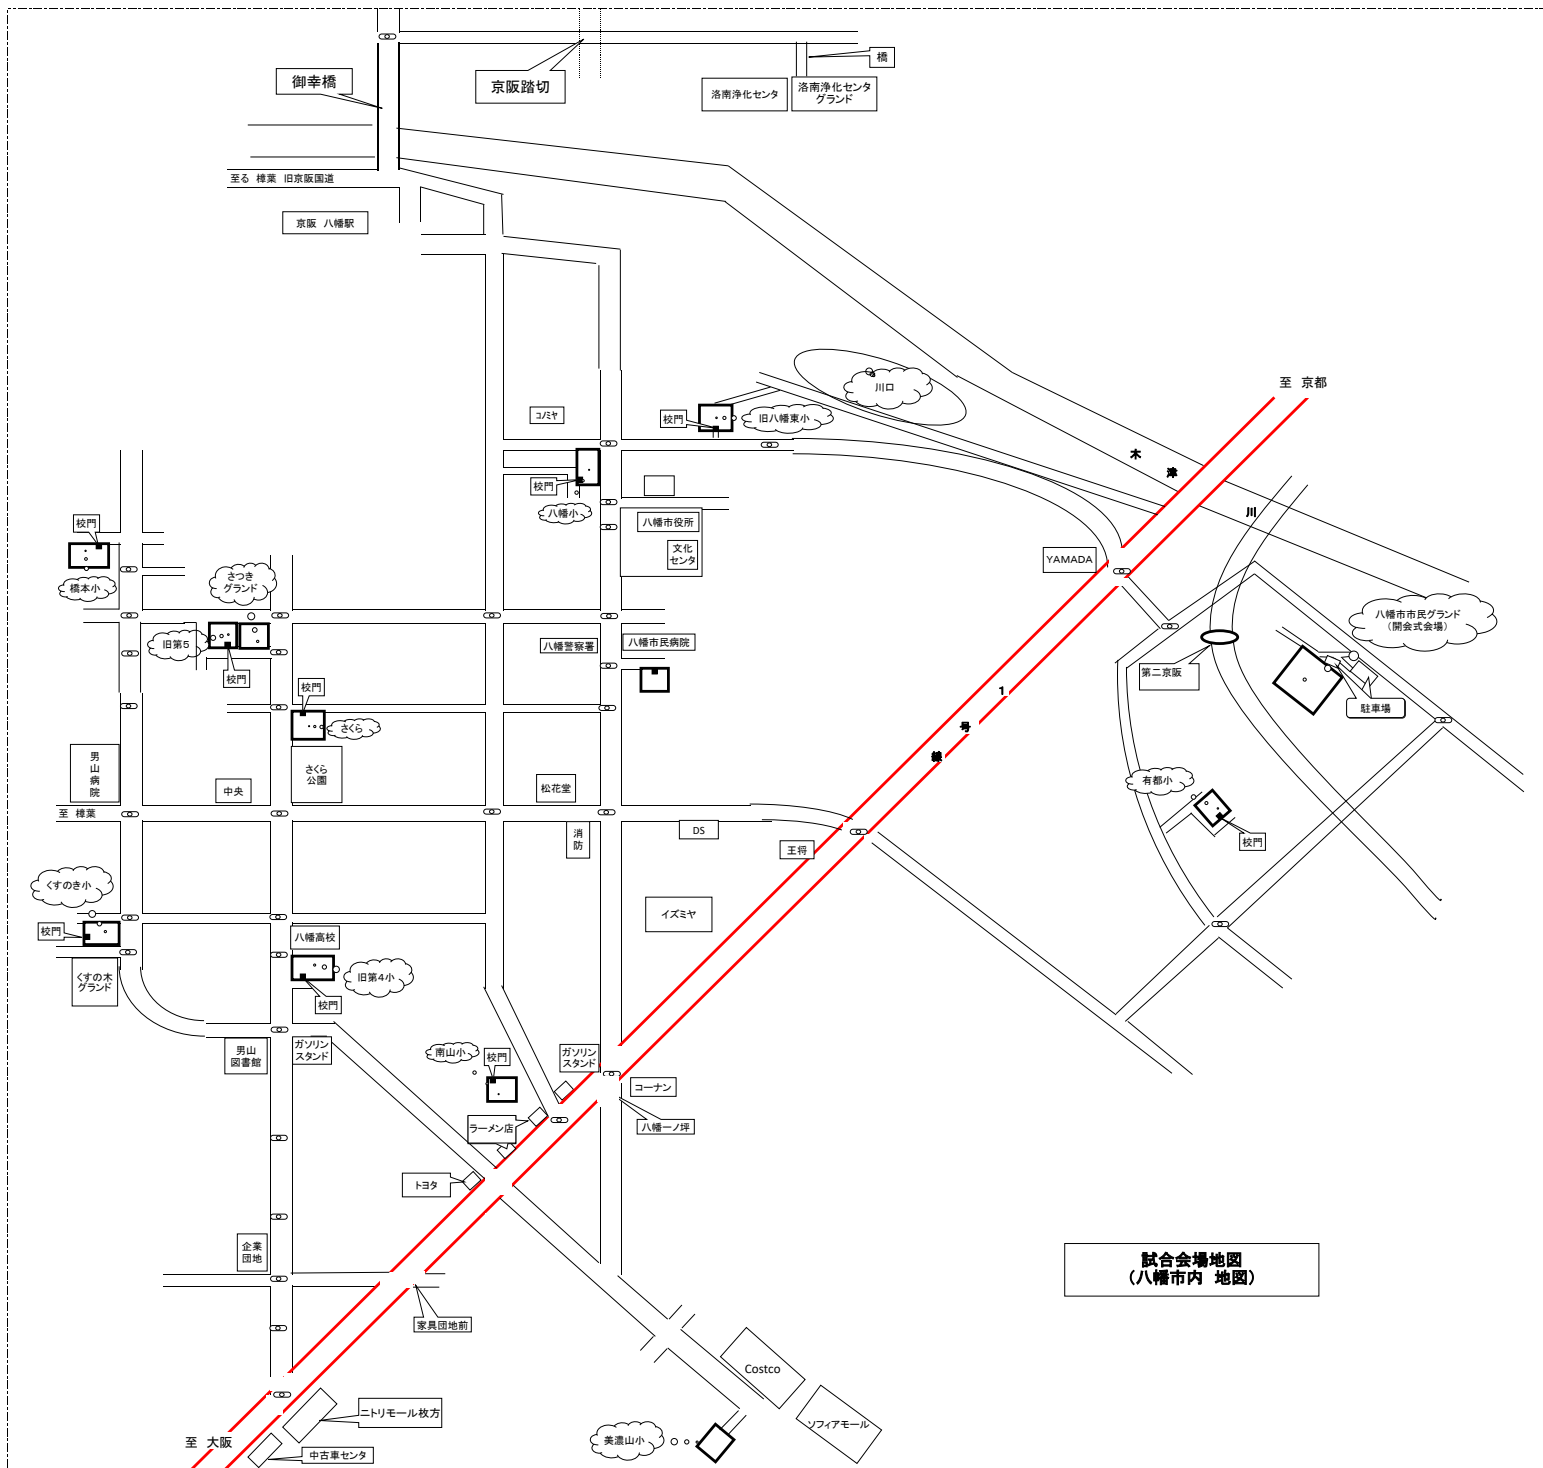 御幸橋
京阪踏切
橋
洛南浄化センタ
洛南浄化センタ
グランド
至る 樟葉 旧京阪国道
京阪 八幡駅
至 京都
川口
コノミヤ
校門
旧八幡東小
木
津
川
校門
八幡小
八幡市役所
文化
センタ
YAMADA
校門
橋本小
さつき
グランド
旧第5
校門
八幡警察署
八幡市民病院
八幡市市民グランド
(開会式会場)
第二京阪
駐車場
校門
さくら
1
号
線
男
山
病
院
さくら
公園
中央
松花堂
有都小
校門
至 樟葉
消
防
DS
王将
くすのき小
校門
イズミヤ
八幡高校
くすの木
グランド
旧第4小
校門
男山
図書館
ガソリン
スタンド
南山小
校門
ガソリン
スタンド
コーナン
ラーメン店
八幡一ノ坪
トヨタ
企業
団地
試合会場地図
(八幡市内 地図)
家具団地前
Costco
ソフィアモール
ニトリモール枚方
至 大阪
中古車センタ
美濃山小